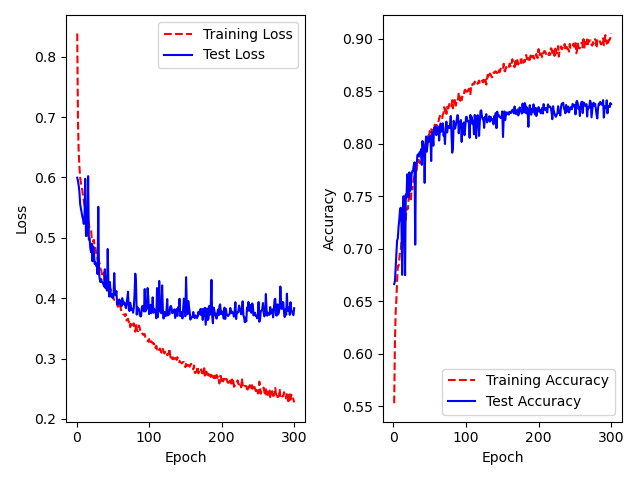 Training Loss
Test Loss
0.8
0.7
0.6
0.5
0.4
0.3
0.2
Loss
0
100
200
300
Epoch
0.90
0.85
0.80
0.75
0.70
0.65
0.60
0.55
Accuracy
Training Accuracy
Test Accuracy
0
100
200
300
Epoch